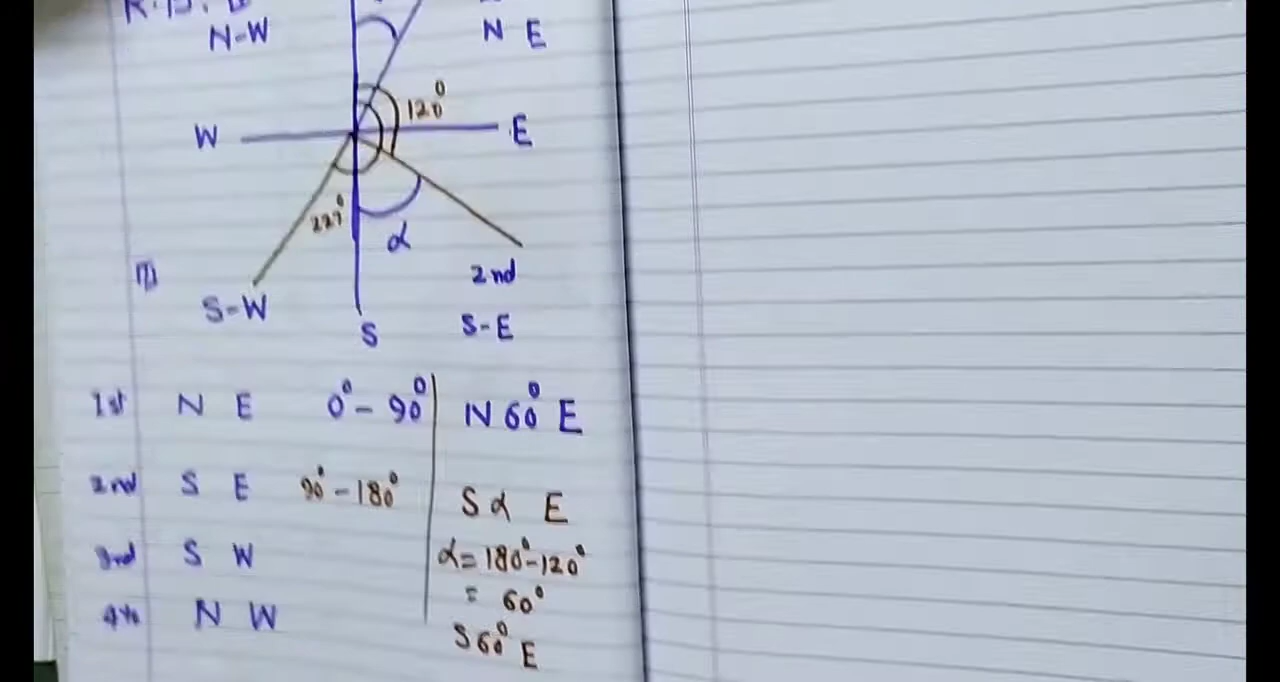 N-W
N E
120°
W
E
227°
α
2nd
S-W
S-E
S
1st N E 0° - 90° N 60° E
2nd S E 90° - 180° S α E
3rd S W α = 180° - 120°
= 60°
4th N W
S 60° E